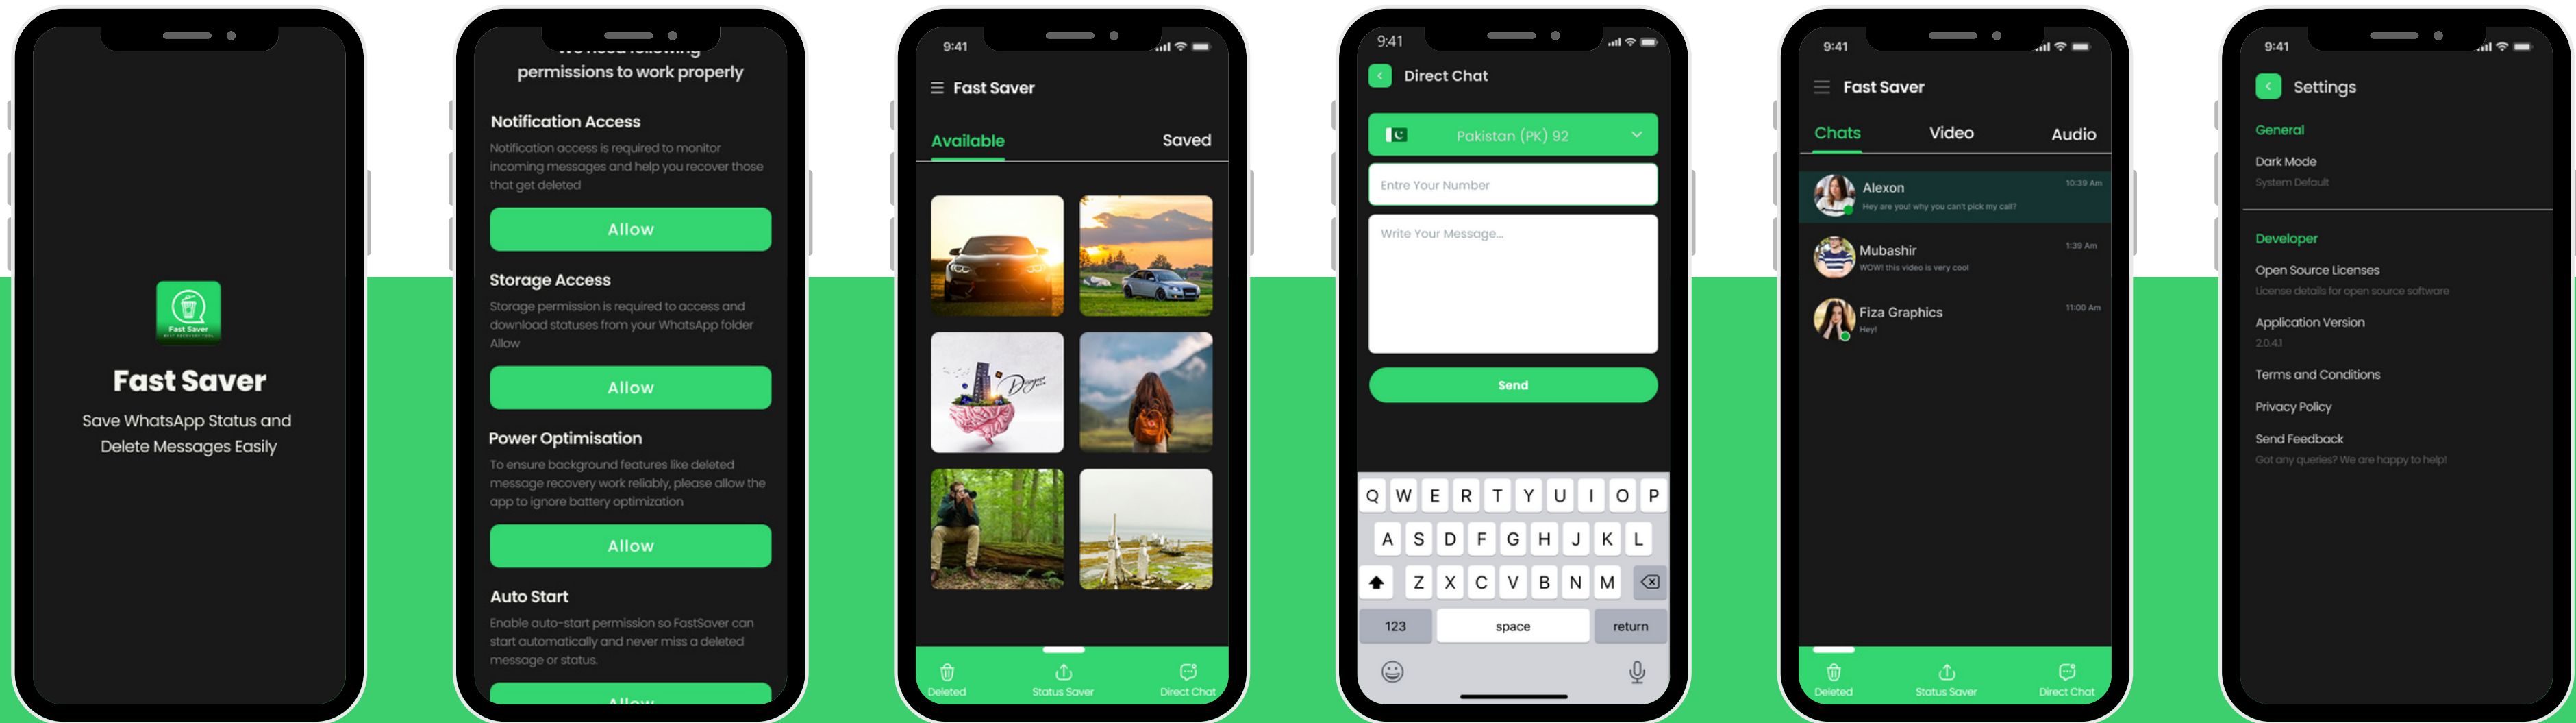 Fast Saver
BEST RECOVERY TOOL
Fast Saver
Save WhatsApp Status and
Delete Messages Easily
We need following
permissions to work properly
Notification Access
Notification access is required to monitor
incoming messages and help you recover those
that get deleted
Allow
Storage Access
Storage permission is required to access and
download statuses from your WhatsApp folder
Allow
Allow
Power Optimisation
To ensure background features like deleted
message recovery work reliably, please allow the
app to ignore battery optimization
Allow
Auto Start
Enable auto-start permission so FastSaver can
start automatically and never miss a deleted
message or status.
Allow
9:41
Fast Saver
Available Saved
Designer
Deleted Status Saver Direct Chat
9:41
Direct Chat
Pakistan (PK) 92
Entre Your Number
Write Your Message...
Send
Q W E R T Y U I O P
A S D F G H J K L
Z X C V B N M
123 space return
9:41
Fast Saver
Chats Video Audio
Alexon 10:39 Am
Hey are you! why you can't pick my call?
Mubashir 1:39 Am
WOW! this video is very cool
Fiza Graphics 11:00 Am
Hey!
Deleted Status Saver Direct Chat
9:41
Settings
General
Dark Mode
System Default
Developer
Open Source Licenses
License details for open source software
Application Version
2.0.4.1
Terms and Conditions
Privacy Policy
Send Feedback
Got any queries? We are happy to help!